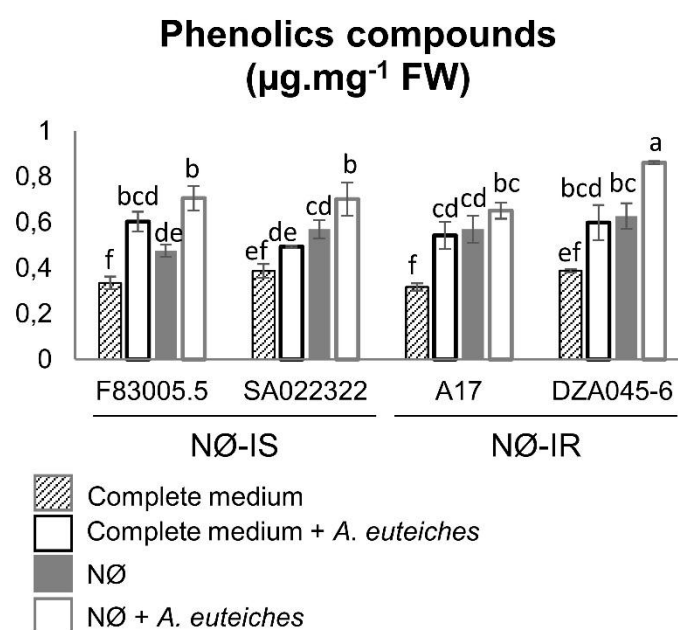 Phenolics compounds
(µg.mg⁻¹ FW)
1
0,8
0,6
0,4
0,2
0
f
bcd
de
b
ef
de
cd
b
f
cd
cd
bc
ef
bcd
bc
a
F83005.5 SA022322 A17 DZA045-6
NØ-IS NØ-IR
Complete medium
Complete medium + A. euteiches
NØ
NØ + A. euteiches